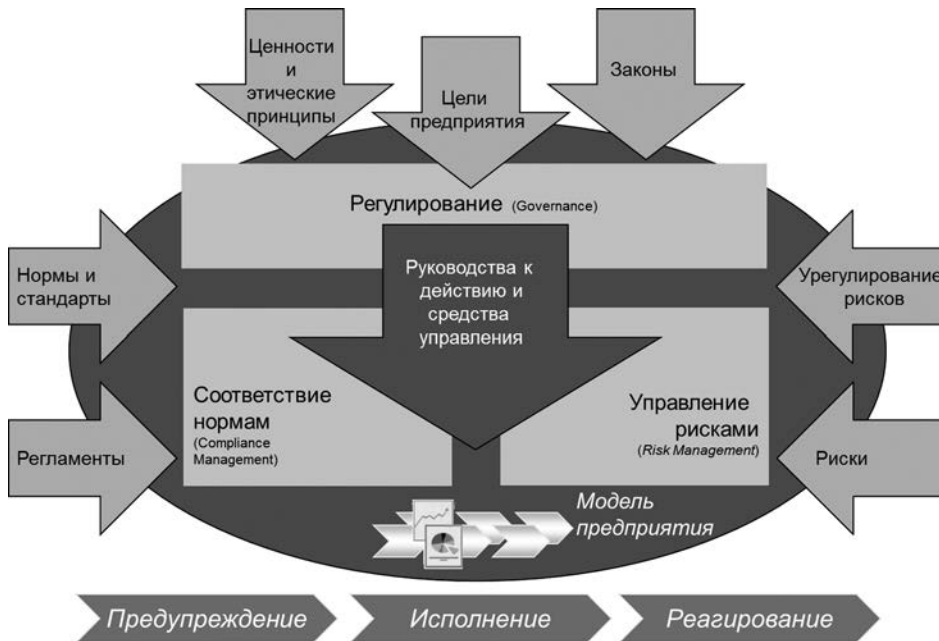 Ценности
и
этические
принципы
Цели
предприятия
Законы
Регулирование (Governance)
Нормы и
стандарты
Руководства к
действию и
средства
управления
Урегулирование
рисков
Соответствие
нормам
(Compliance
Management)
Управление
рисками
(Risk Management)
Регламенты
Риски
Модель
предприятия
Предупреждение
Исполнение
Реагирование